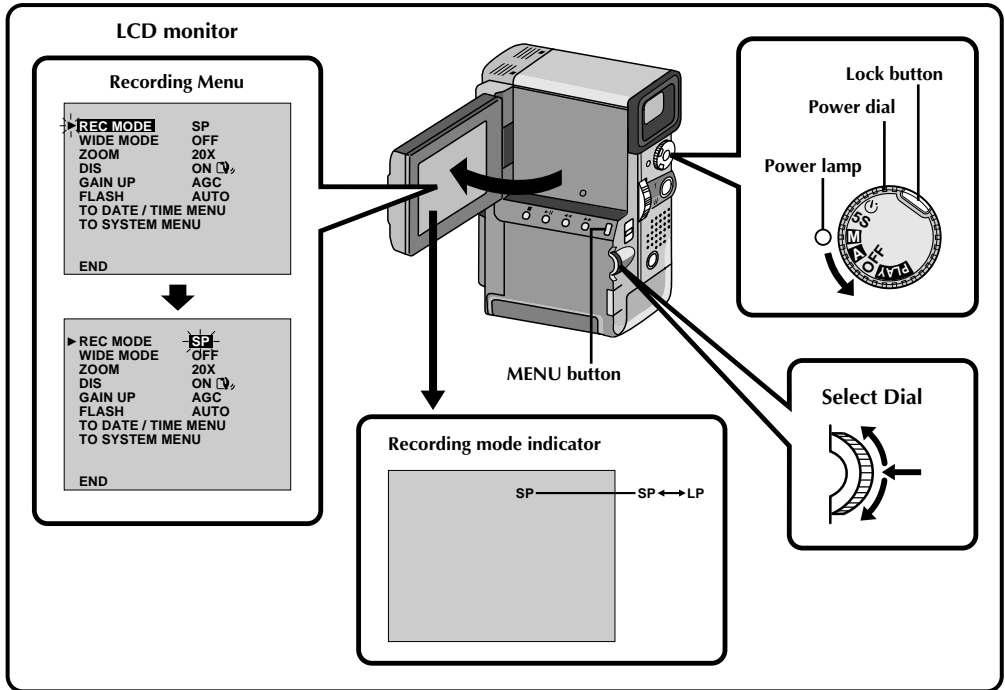 LCD monitor
Recording Menu
REC MODE SP
WIDE MODE OFF
ZOOM 20X
DIS ON
GAIN UP AGC
FLASH AUTO
TO DATE / TIME MENU
TO SYSTEM MENU
END
REC MODE SP
WIDE MODE OFF
ZOOM 20X
DIS ON
GAIN UP AGC
FLASH AUTO
TO DATE / TIME MENU
TO SYSTEM MENU
END
MENU button
Recording mode indicator
SP SP ↔ LP
Lock button
Power dial
Power lamp
5S
M
A
OFF
PLAY
Select Dial